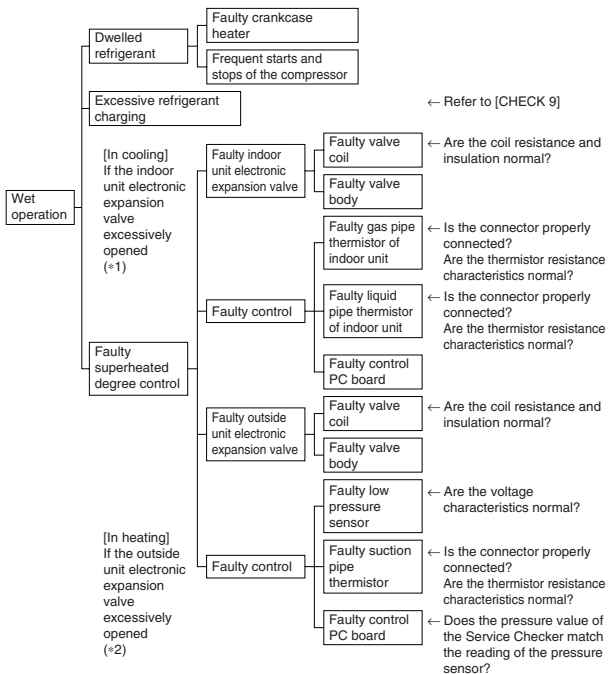 Wet
operation
Dwelled
refrigerant
Faulty crankcase
heater
Frequent starts and
stops of the compressor
Excessive refrigerant
charging
← Refer to [CHECK 9]
[In cooling]
If the indoor
unit electronic
expansion
valve
excessively
opened
(*1)
Faulty
superheated
degree control
[In heating]
If the outside
unit electronic
expansion
valve
excessively
opened
(*2)
Faulty indoor
unit electronic
expansion valve
Faulty valve
coil
← Are the coil resistance and
insulation normal?
Faulty valve
body
Faulty control
Faulty gas pipe
thermistor of
indoor unit
← Is the connector properly
connected?
Are the thermistor resistance
characteristics normal?
Faulty liquid
pipe thermistor
of indoor unit
← Is the connector properly
connected?
Are the thermistor resistance
characteristics normal?
Faulty control
PC board
Faulty outside
unit electronic
expansion valve
Faulty valve
coil
← Are the coil resistance and
insulation normal?
Faulty valve
body
Faulty control
Faulty low
pressure
sensor
← Are the voltage
characteristics normal?
Faulty suction
pipe
thermistor
← Is the connector properly
connected?
Are the thermistor resistance
characteristics normal?
Faulty control
PC board
← Does the pressure value of
the Service Checker match
the reading of the pressure
sensor?